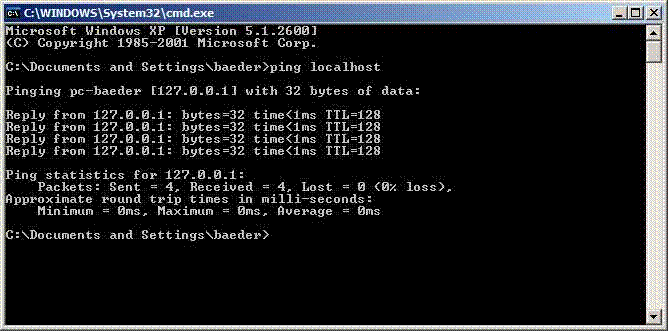 C:\WINDOWS\System32\cmd.exe
Microsoft Windows XP [Version 5.1.2600]
(C) Copyright 1985-2001 Microsoft Corp.
C:\Documents and Settings\baeder>ping localhost
Pinging pc-baeder [127.0.0.1] with 32 bytes of data:
Reply from 127.0.0.1: bytes=32 time<1ms TTL=128
Reply from 127.0.0.1: bytes=32 time<1ms TTL=128
Reply from 127.0.0.1: bytes=32 time<1ms TTL=128
Reply from 127.0.0.1: bytes=32 time<1ms TTL=128
Ping statistics for 127.0.0.1:
    Packets: Sent = 4, Received = 4, Lost = 0 (0% loss),
Approximate round trip times in milli-seconds:
    Minimum = 0ms, Maximum = 0ms, Average = 0ms
C:\Documents and Settings\baeder>